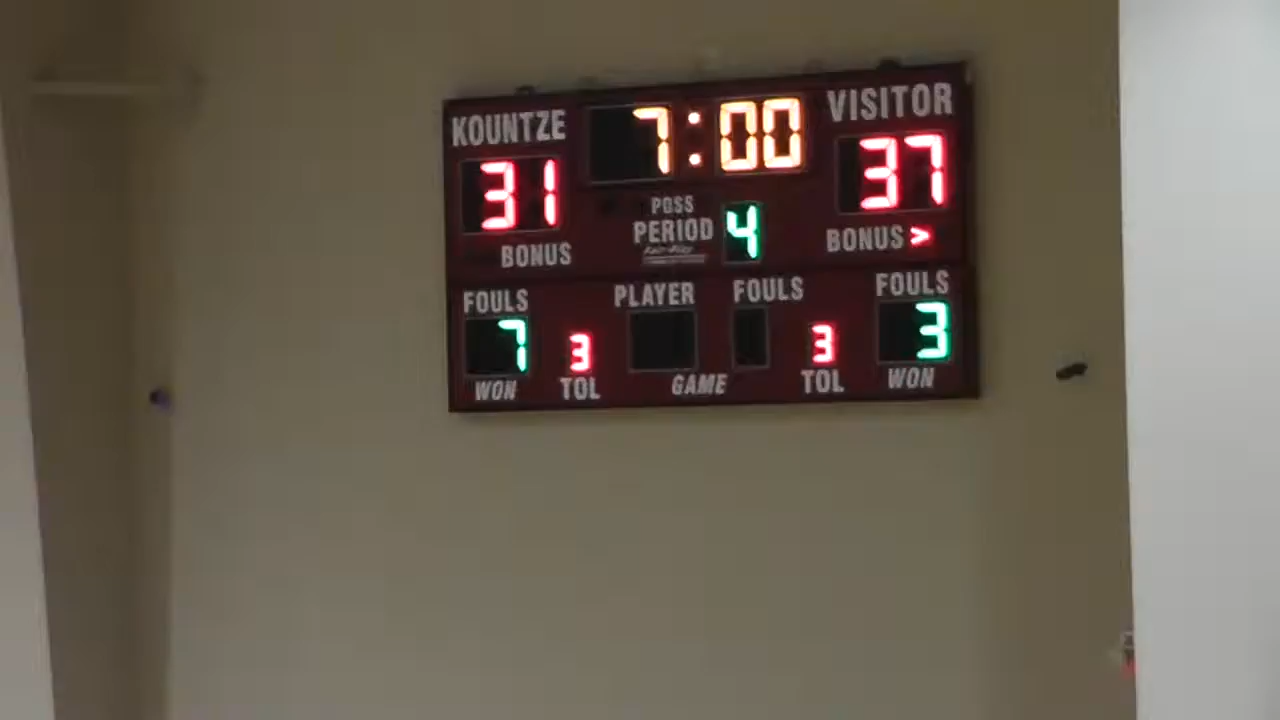 KOUNTZE 7:00 VISITOR
31 37
POSS
PERIOD 4
BONUS BONUS >
FOULS PLAYER FOULS FOULS
7 3 3 3
WON TOL GAME TOL WON